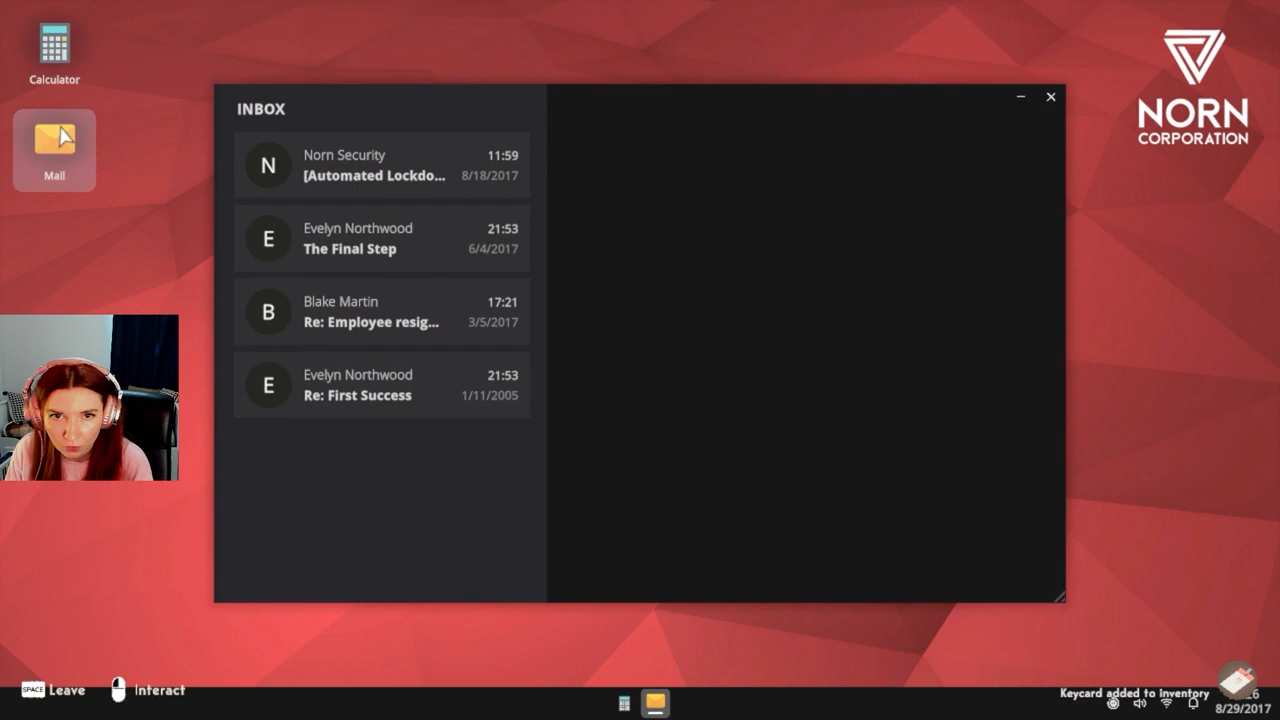 Calculator
Mail
INBOX
N
Norn Security
11:59
[Automated Lockdo...
8/18/2017
E
Evelyn Northwood
21:53
The Final Step
6/4/2017
B
Blake Martin
17:21
Re: Employee resig...
3/5/2017
E
Evelyn Northwood
21:53
Re: First Success
1/11/2005
NORN
CORPORATION
SPACE Leave
Interact
Keycard added to Inventory
8/29/2017